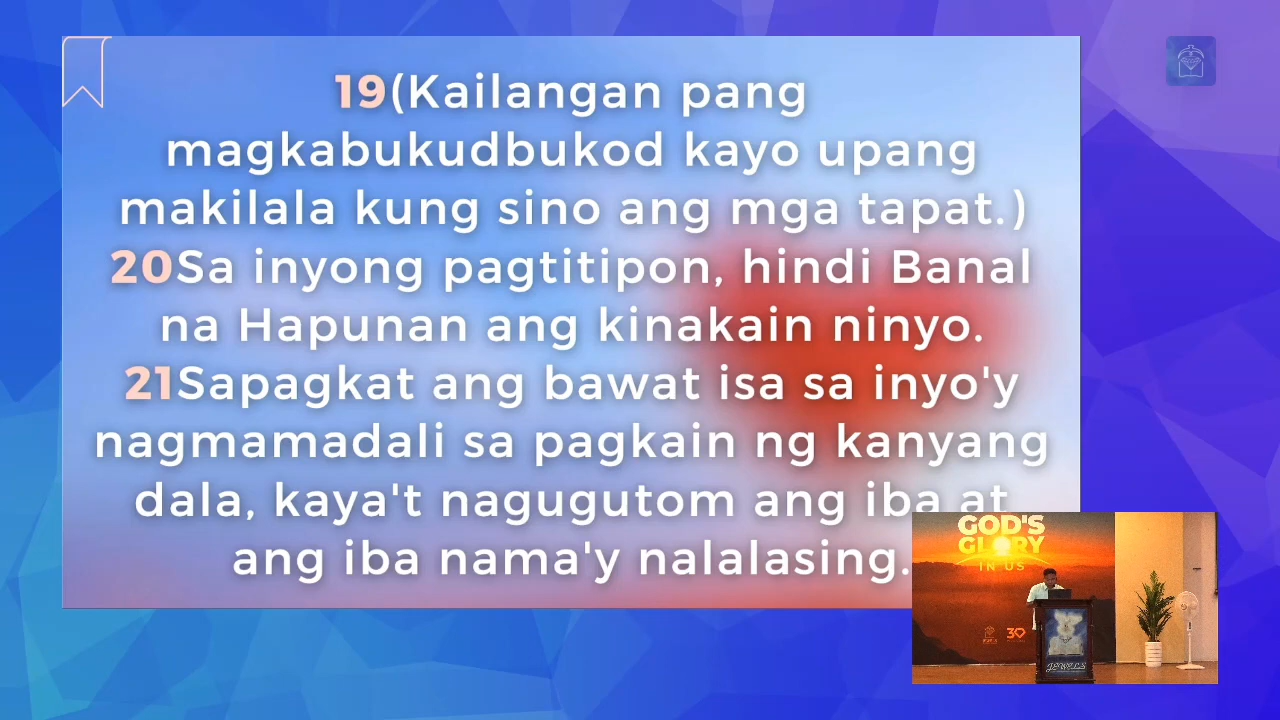 19(Kailangan pang
magkabukudbukod kayo upang
makilala kung sino ang mga tapat.)
20Sa inyong pagtitipon, hindi Banal
na Hapunan ang kinakain ninyo.
21Sapagkat ang bawat isa sa inyo'y
nagmamadali sa pagkain ng kanyang
dala, kaya't nagugutom ang iba at
ang iba nama'y nalalasing.
GOD'S
GLORY
IN US
30
JEWELS